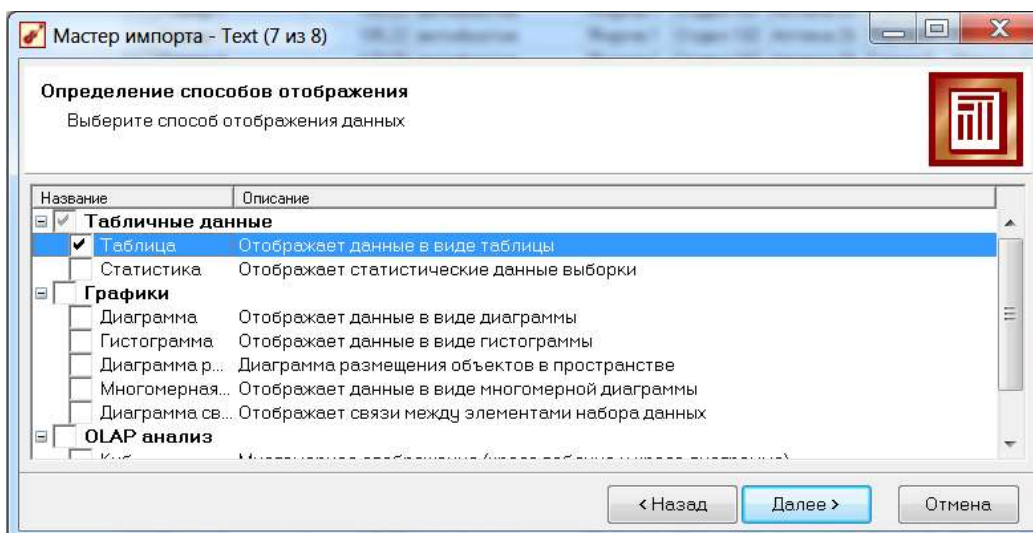 Мастер импорта - Text (7 из 8)
Определение способов отображения
Выберите способ отображения данных
Название Описание
Табличные данные
Таблица Отображает данные в виде таблицы
Статистика Отображает статистические данные выборки
Графики
Диаграмма Отображает данные в виде диаграммы
Гистограмма Отображает данные в виде гистограммы
Диаграмма р... Диаграмма размещения объектов в пространстве
Многомерная... Отображает данные в виде многомерной диаграммы
Диаграмма св... Отображает связи между элементами набора данных
OLAP анализ
< Назад Далее > Отмена